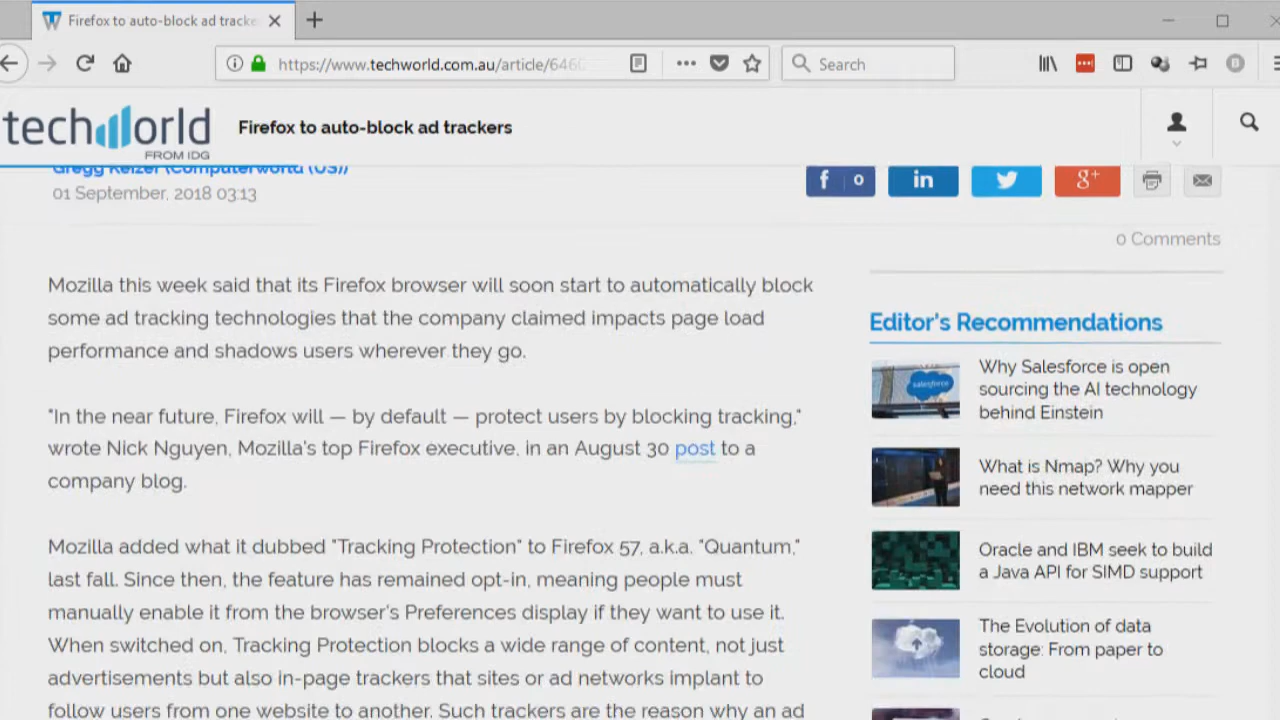 Firefox to auto-block ad tracke
https://www.techworld.com.au/article/646
Search
techworld
FROM IDG
Firefox to auto-block ad trackers
Gregg Keizer (Computerworld (US))
01 September, 2018 03:13
f 0
in
g+
0 Comments
Mozilla this week said that its Firefox browser will soon start to automatically block
some ad tracking technologies that the company claimed impacts page load
performance and shadows users wherever they go.
"In the near future, Firefox will — by default — protect users by blocking tracking,"
wrote Nick Nguyen, Mozilla's top Firefox executive, in an August 30 post to a
company blog.
Mozilla added what it dubbed "Tracking Protection" to Firefox 57, a.k.a. "Quantum,"
last fall. Since then, the feature has remained opt-in, meaning people must
manually enable it from the browser's Preferences display if they want to use it.
When switched on, Tracking Protection blocks a wide range of content, not just
advertisements but also in-page trackers that sites or ad networks implant to
follow users from one website to another. Such trackers are the reason why an ad
Editor's Recommendations
salesforce
Why Salesforce is open
sourcing the AI technology
behind Einstein
What is Nmap? Why you
need this network mapper
Oracle and IBM seek to build
a Java API for SIMD support
The Evolution of data
storage: From paper to
cloud